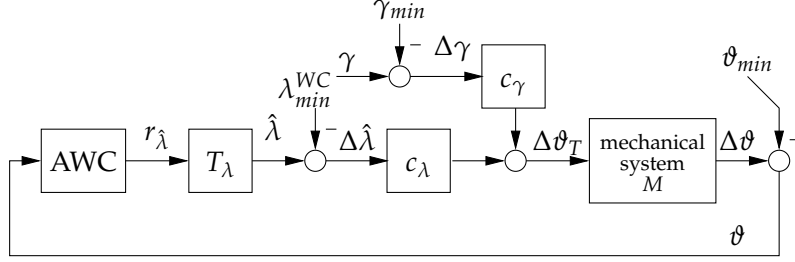 γ_min
− Δγ
γ
c_γ
λ_min^WC
ϑ_min
−
−
AWC
r_λ̂
T_λ
λ̂
Δλ̂
c_λ
Δϑ_T
mechanical
system
M
Δϑ
ϑ